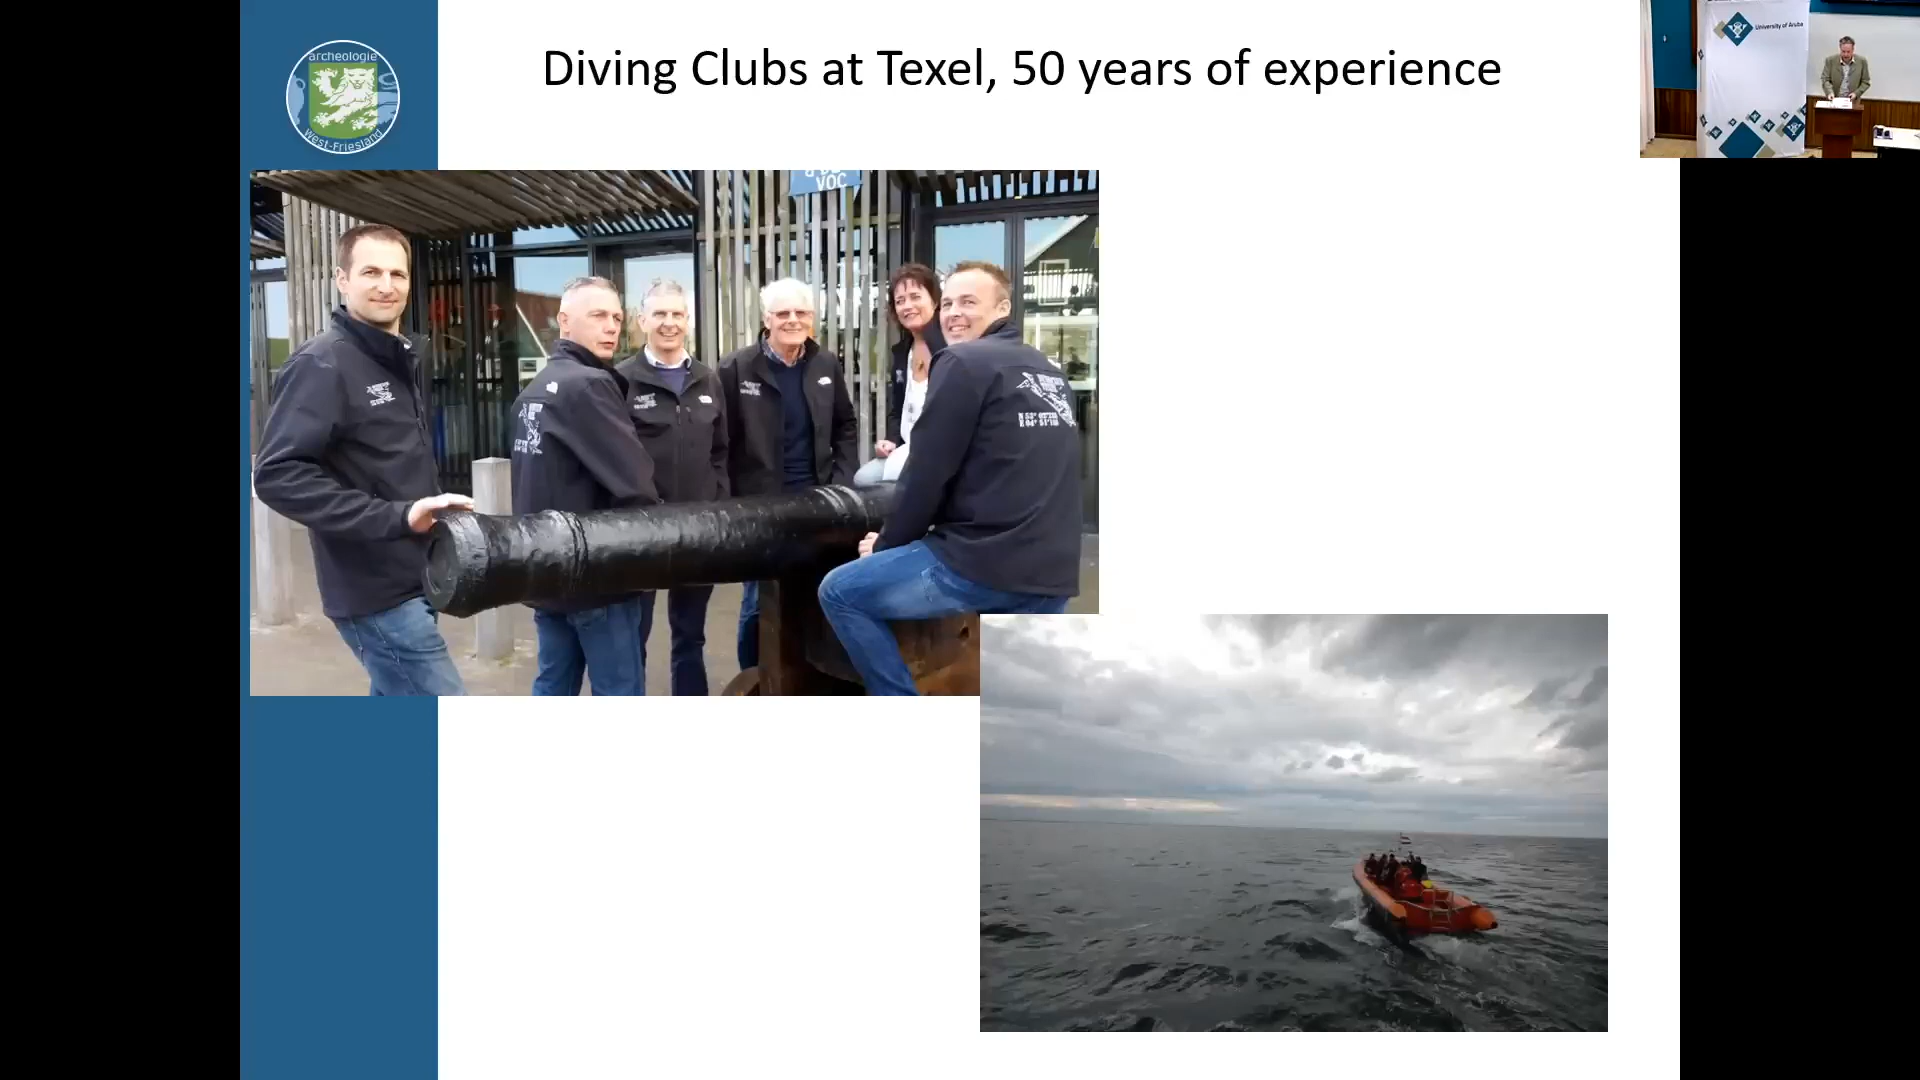 archeologie
West-Friesland
Diving Clubs at Texel, 50 years of experience
University of Aruba
VOC